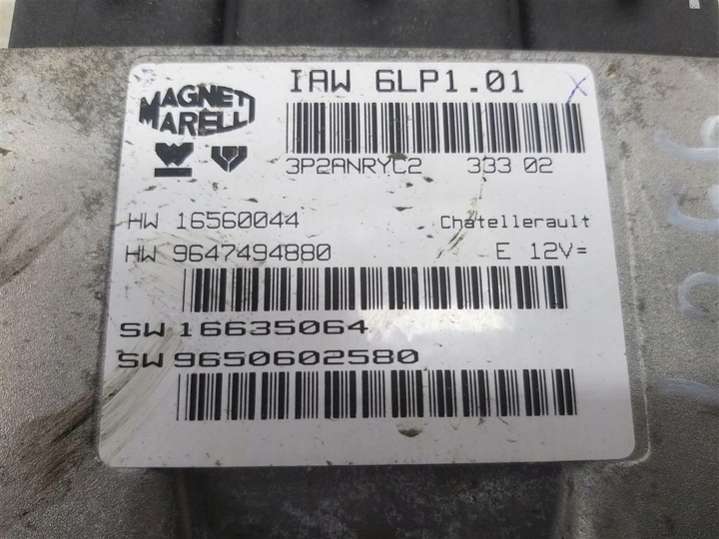 MAGNETI
MARELLI
IAW 6LP1.01
X
3P2ANRYC2 333 02
HW 16560044 Chatellerault
HW 9647494880 E 12V=
SW 16635064
SW 9650602580